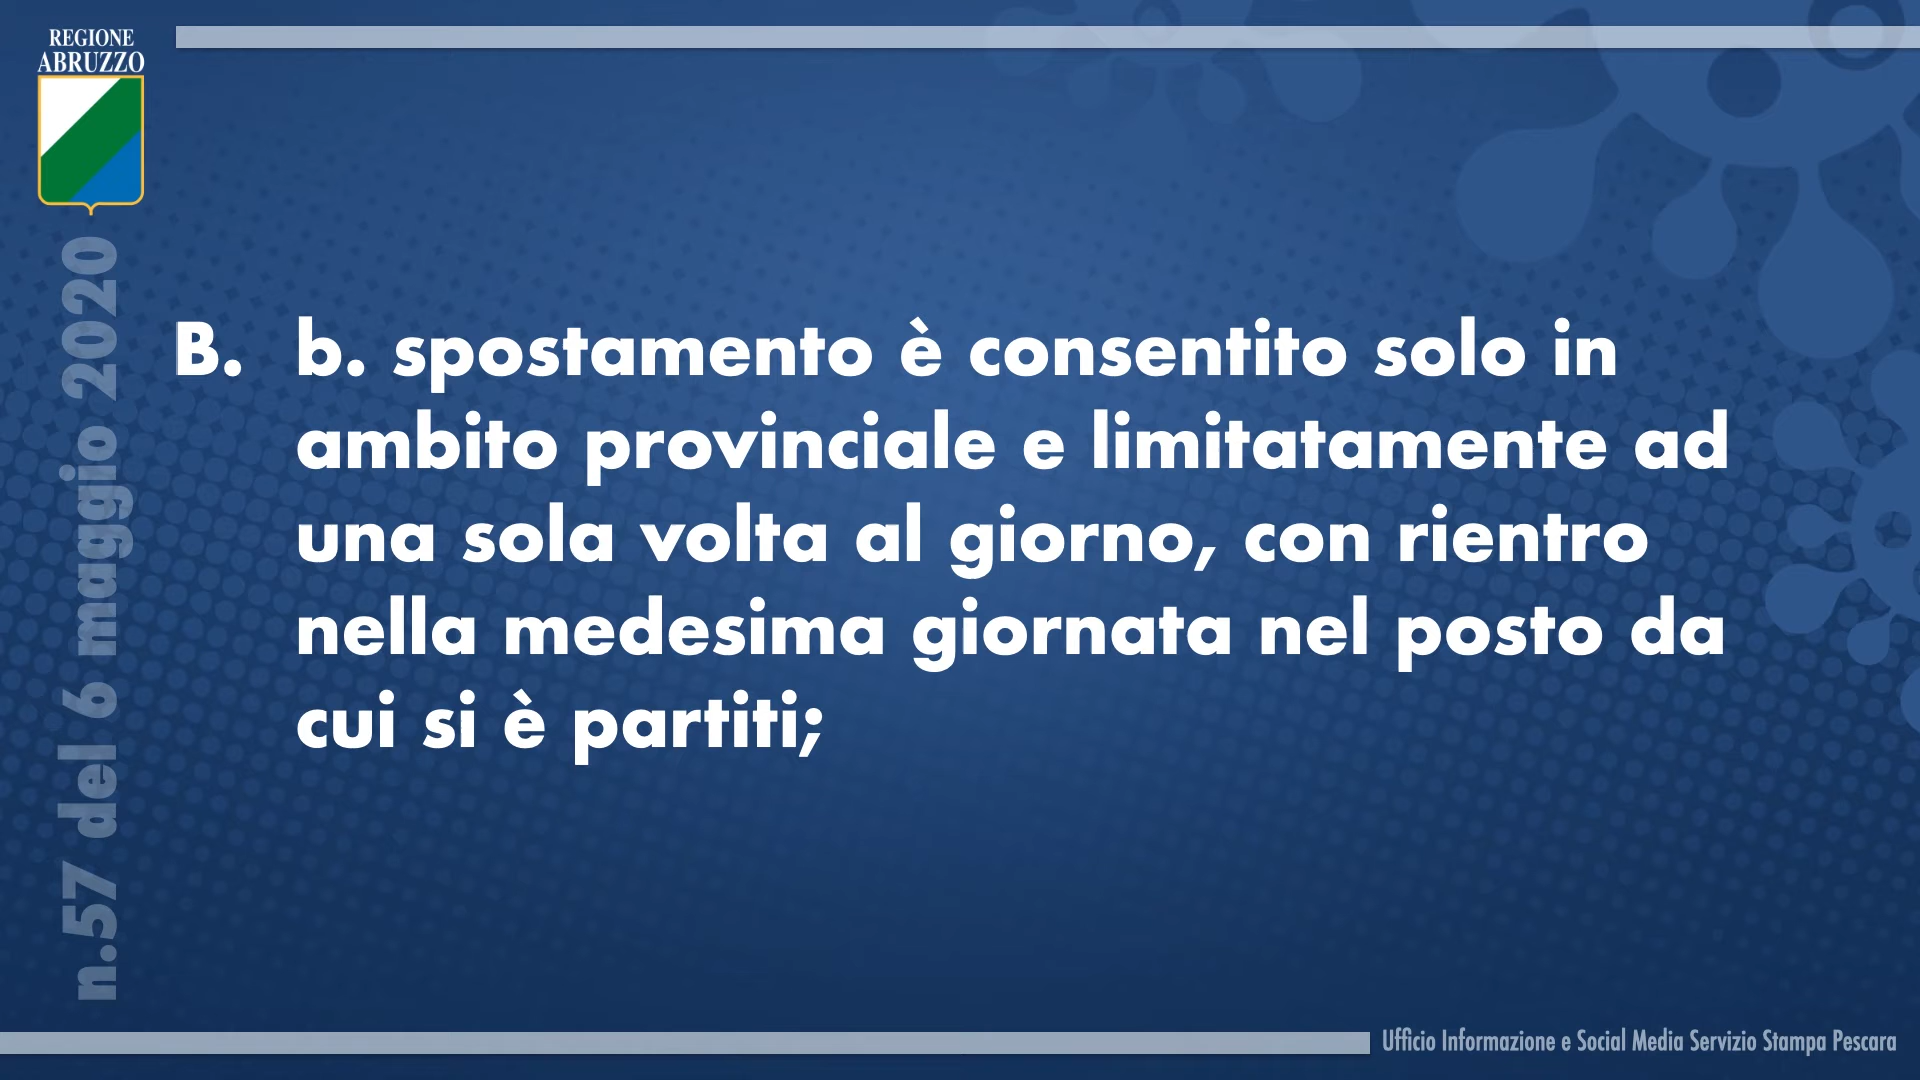 REGIONE
ABRUZZO
n.57 del 6 maggio 2020
B. b. spostamento è consentito solo in
ambito provinciale e limitatamente ad
una sola volta al giorno, con rientro
nella medesima giornata nel posto da
cui si è partiti;
Ufficio Informazione e Social Media Servizio Stampa Pescara